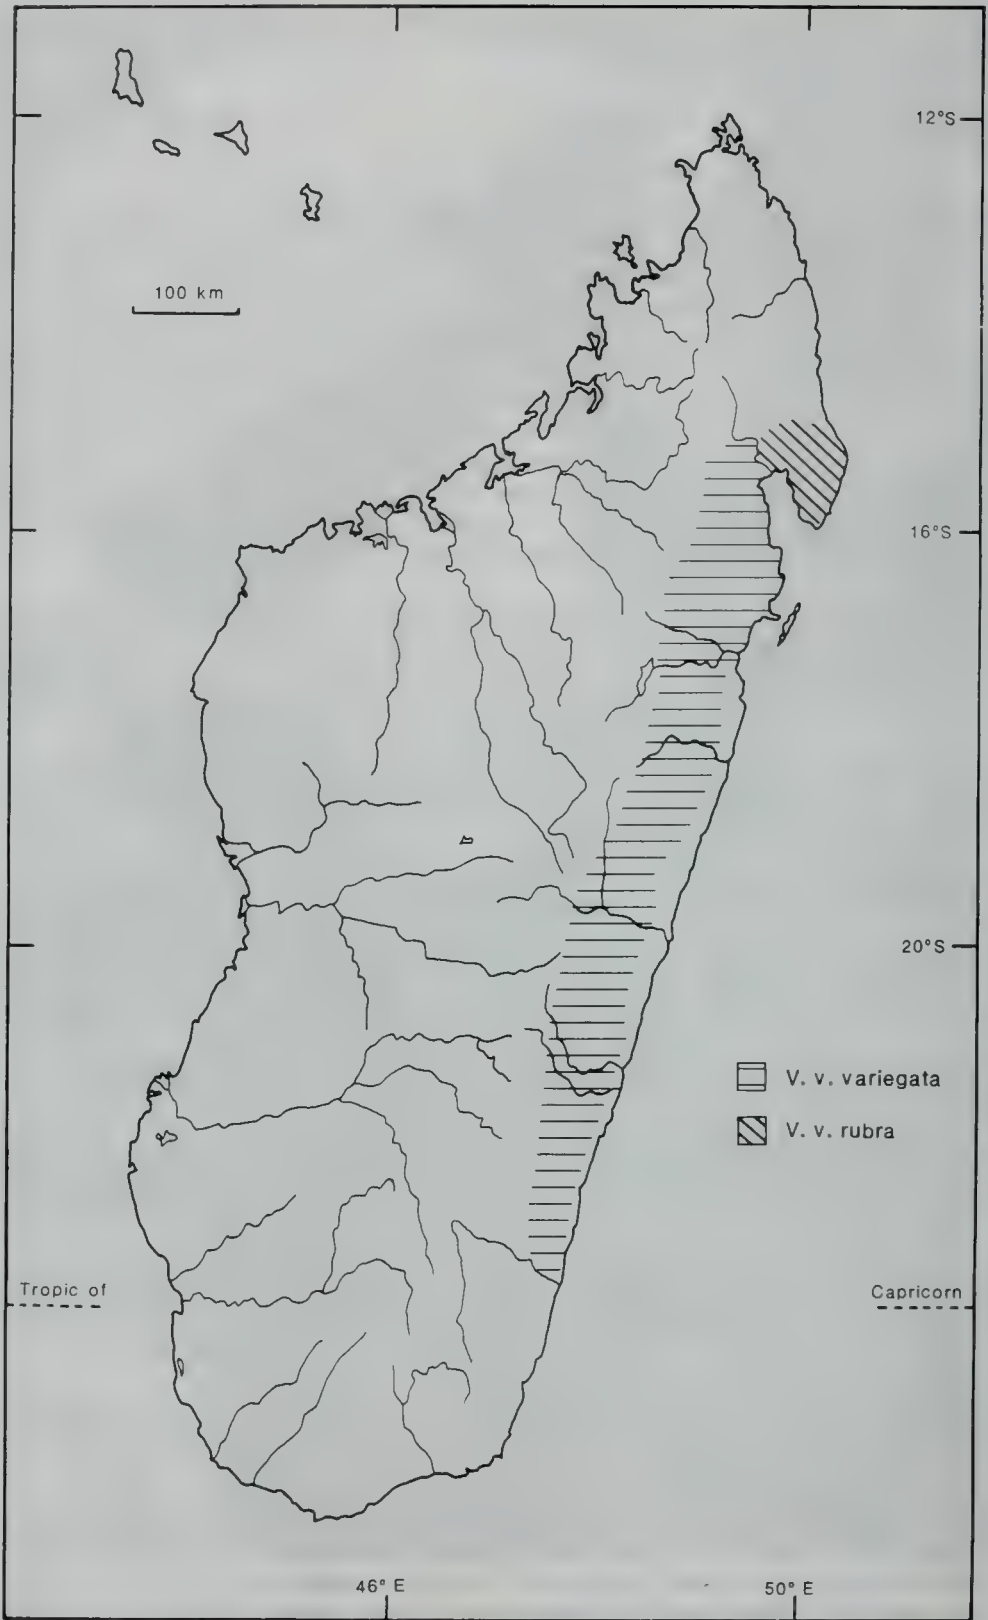 12°S
100 km
16°S
20°S
V. v. variegata
V. v. rubra
Tropic of
Capricorn
46° E
50° E